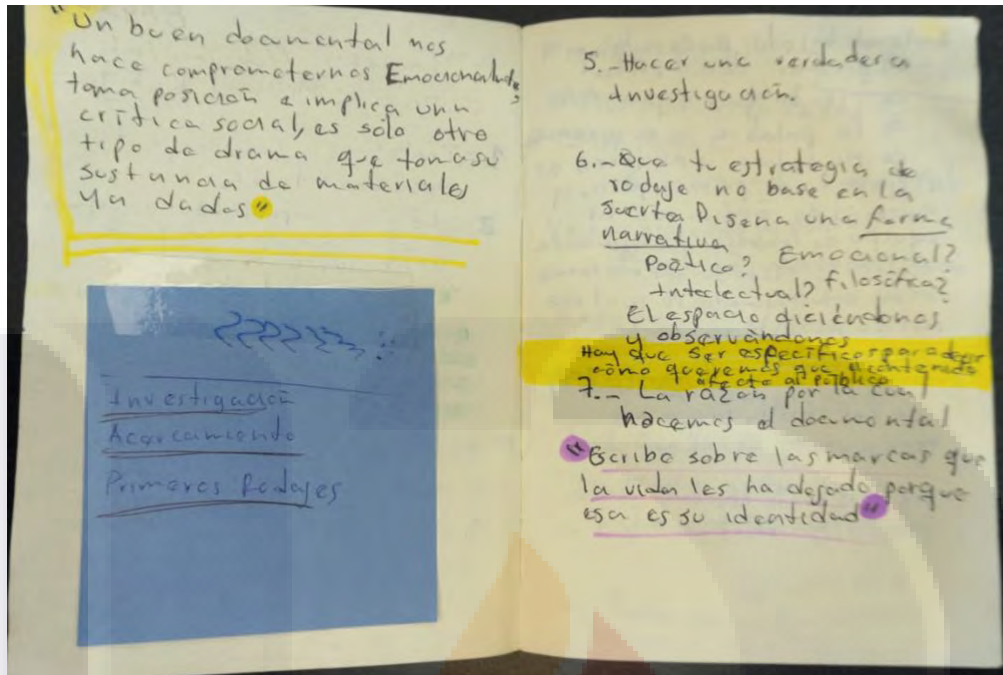 "Un buen documental nos
hace comprometernos Emocionalmte,
toma posición e implica una
crítica social, es sólo otro
tipo de drama que toma su
sustancia de materiales
ya dados"
Investigación
Acercamiento
Primeros Rodajes
5.- Hacer una verdadera
Investigación.
6.- Que tu estrategia de
rodaje no base en la
suerte Disena una forma
narrativa
Poético? Emocional?
Intelectual? filosófica?
El espacio diciéndonos
y observándonos
Hay que ser específicos para decir
cómo queremos que el contenido
afecte al público
7.- La razón por la cual
hacemos el documental
"Escribe sobre las marcas que
la vida les ha dejado porque
esa es su identidad"